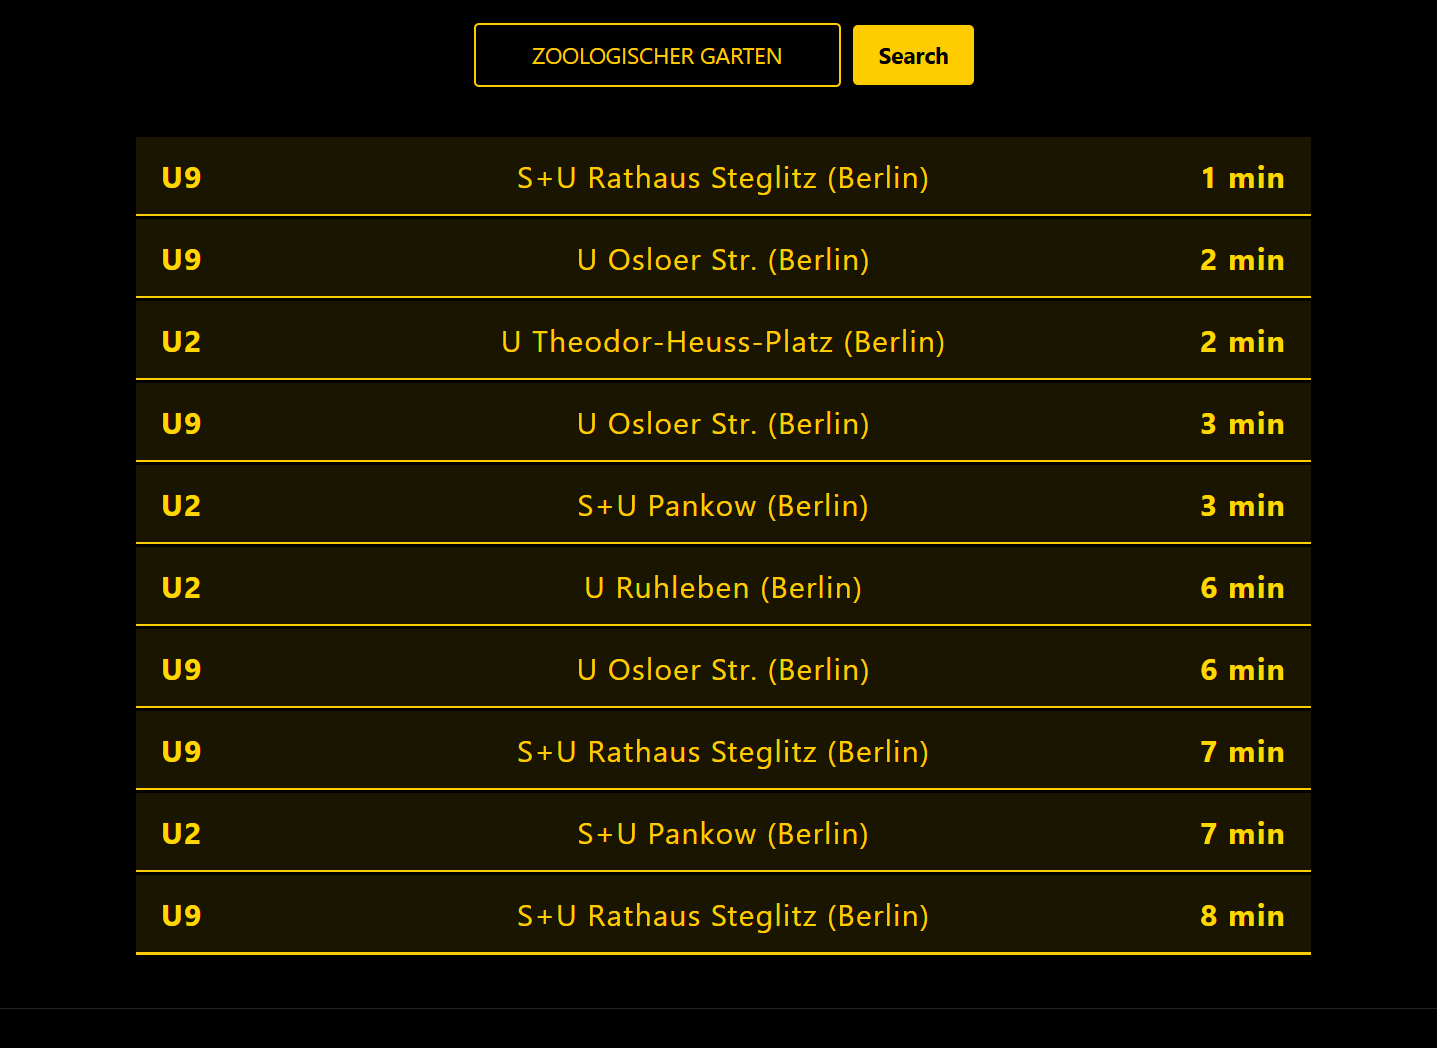 ZOOLOGISCHER GARTEN Search
U9 S+U Rathaus Steglitz (Berlin) 1 min
U9 U Osloer Str. (Berlin) 2 min
U2 U Theodor-Heuss-Platz (Berlin) 2 min
U9 U Osloer Str. (Berlin) 3 min
U2 S+U Pankow (Berlin) 3 min
U2 U Ruhleben (Berlin) 6 min
U9 U Osloer Str. (Berlin) 6 min
U9 S+U Rathaus Steglitz (Berlin) 7 min
U2 S+U Pankow (Berlin) 7 min
U9 S+U Rathaus Steglitz (Berlin) 8 min